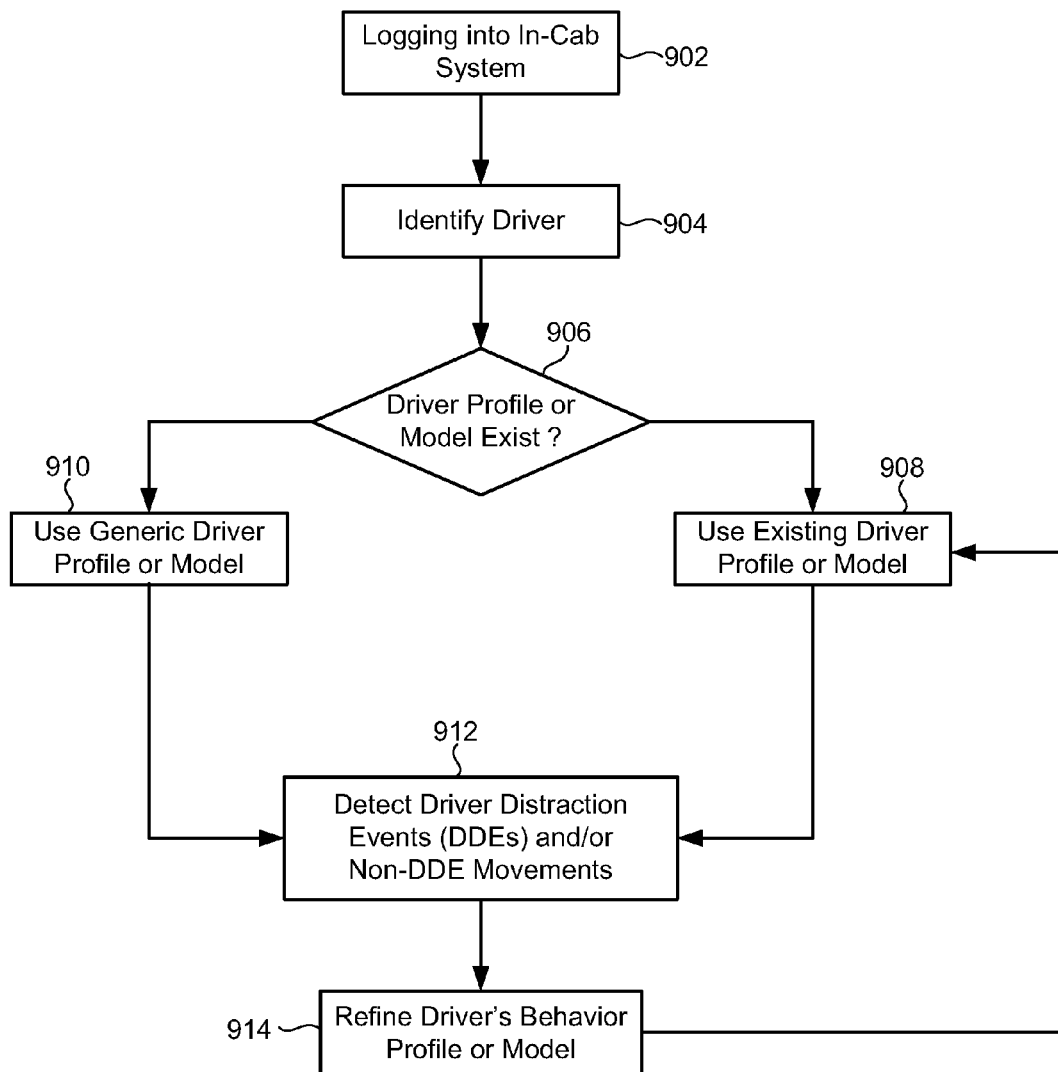 Logging into In-Cab
System
902
Identify Driver
904
906
Driver Profile or
Model Exist ?
910
Use Generic Driver
Profile or Model
908
Use Existing Driver
Profile or Model
912
Detect Driver Distraction
Events (DDEs) and/or
Non-DDE Movements
914
Refine Driver's Behavior
Profile or Model